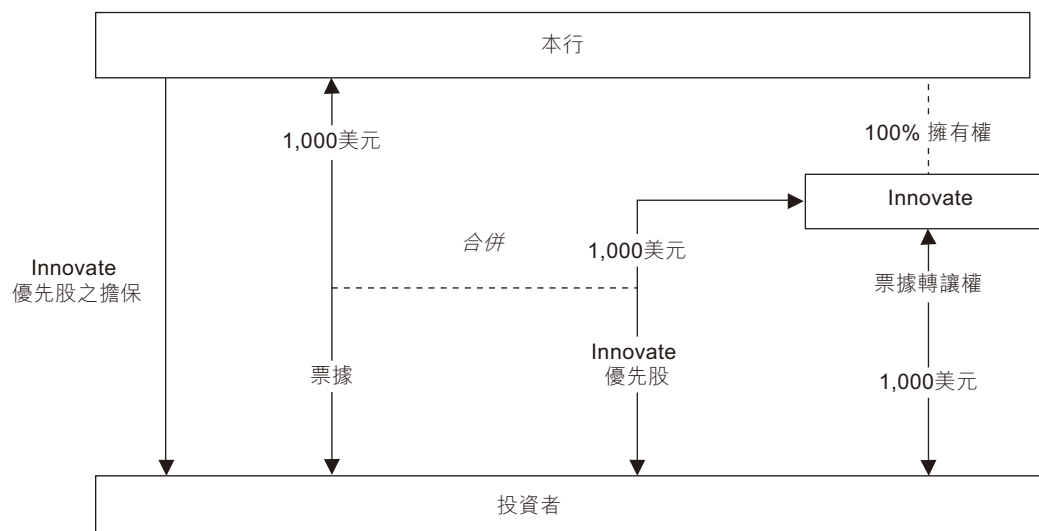 本行
1,000美元
100% 擁有權
Innovate
合併
1,000美元
Innovate
優先股之擔保
票據轉讓權
票據
Innovate
優先股
1,000美元
投資者